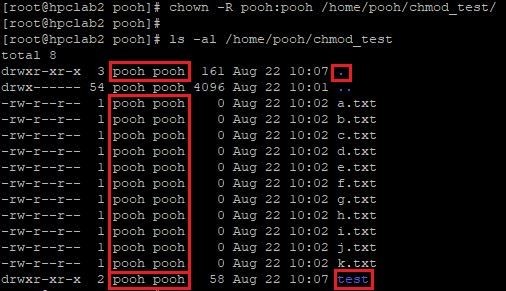 [root@hpclab2 pooh]# chown -R pooh:pooh /home/pooh/chmod_test/
[root@hpclab2 pooh]#
[root@hpclab2 pooh]# ls -al /home/pooh/chmod_test
total 8
drwxr-xr-x 3 pooh pooh 161 Aug 22 10:07 .
drwx------ 54 pooh pooh 4096 Aug 22 10:01 ..
-rw-r--r-- 1 pooh pooh 0 Aug 22 10:02 a.txt
-rw-r--r-- 1 pooh pooh 0 Aug 22 10:02 b.txt
-rw-r--r-- 1 pooh pooh 0 Aug 22 10:02 c.txt
-rw-r--r-- 1 pooh pooh 0 Aug 22 10:02 d.txt
-rw-r--r-- 1 pooh pooh 0 Aug 22 10:02 e.txt
-rw-r--r-- 1 pooh pooh 0 Aug 22 10:02 f.txt
-rw-r--r-- 1 pooh pooh 0 Aug 22 10:02 g.txt
-rw-r--r-- 1 pooh pooh 0 Aug 22 10:02 h.txt
-rw-r--r-- 1 pooh pooh 0 Aug 22 10:02 i.txt
-rw-r--r-- 1 pooh pooh 0 Aug 22 10:02 j.txt
-rw-r--r-- 1 pooh pooh 0 Aug 22 10:02 k.txt
drwxr-xr-x 2 pooh pooh 58 Aug 22 10:07 test